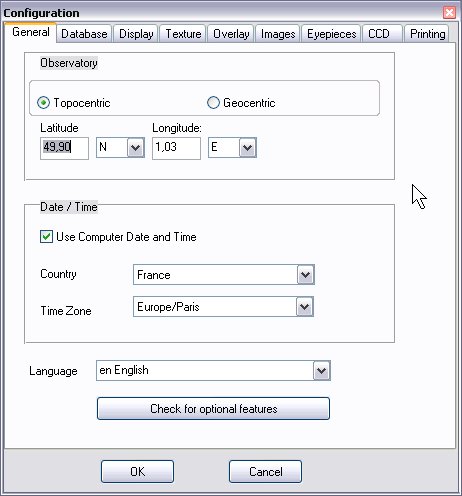 Configuration
General Database Display Texture Overlay Images Eyepieces CCD Printing
Observatory
Topocentric Geocentric
Latitude Longitude:
49,90 N 1,03 E
Date / Time
Use Computer Date and Time
Country France
Time Zone Europe/Paris
Language en English
Check for optional features
OK Cancel